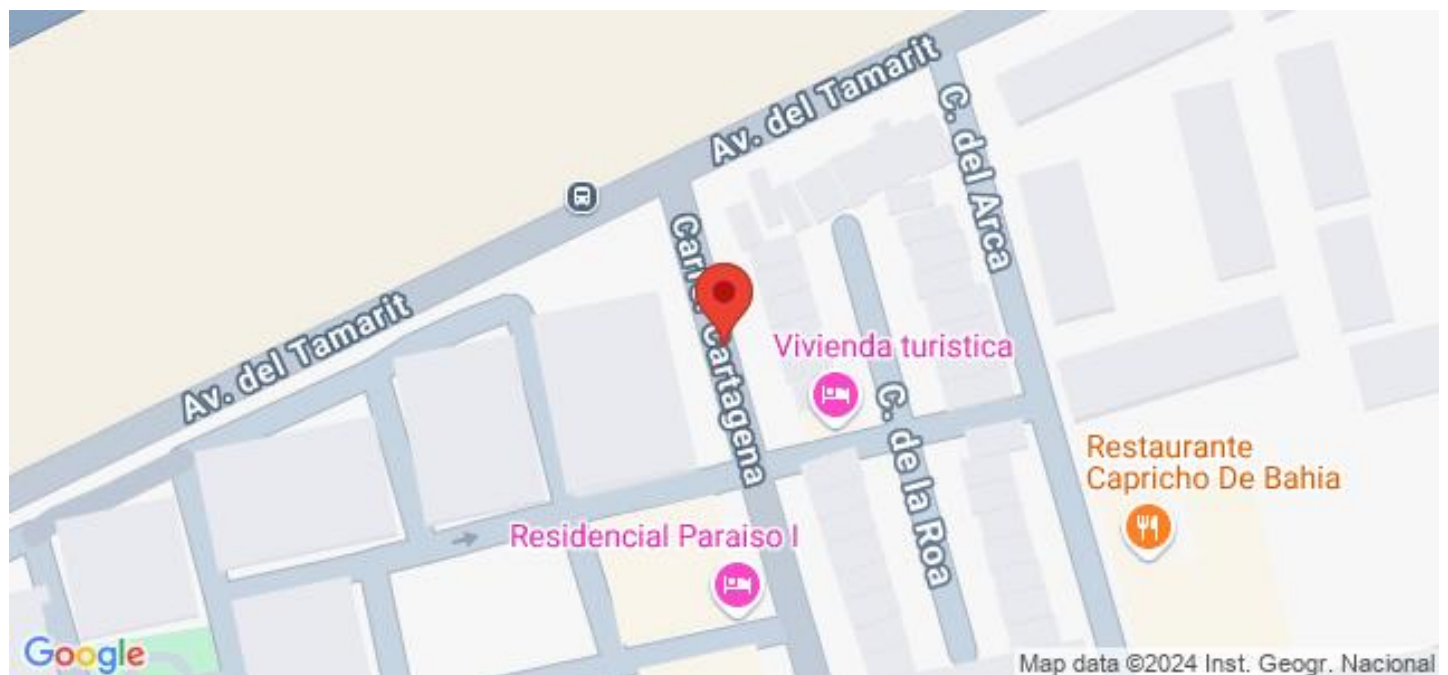 Av. del Tamarit
C. del Arca
Cartagena
Av. del Tamarit
Vivienda turistica
C. de la Roa
Restaurante
Capricho De Bahia
Residencial Paraiso I
Google
Map data ©2024 Inst. Geogr. Nacional